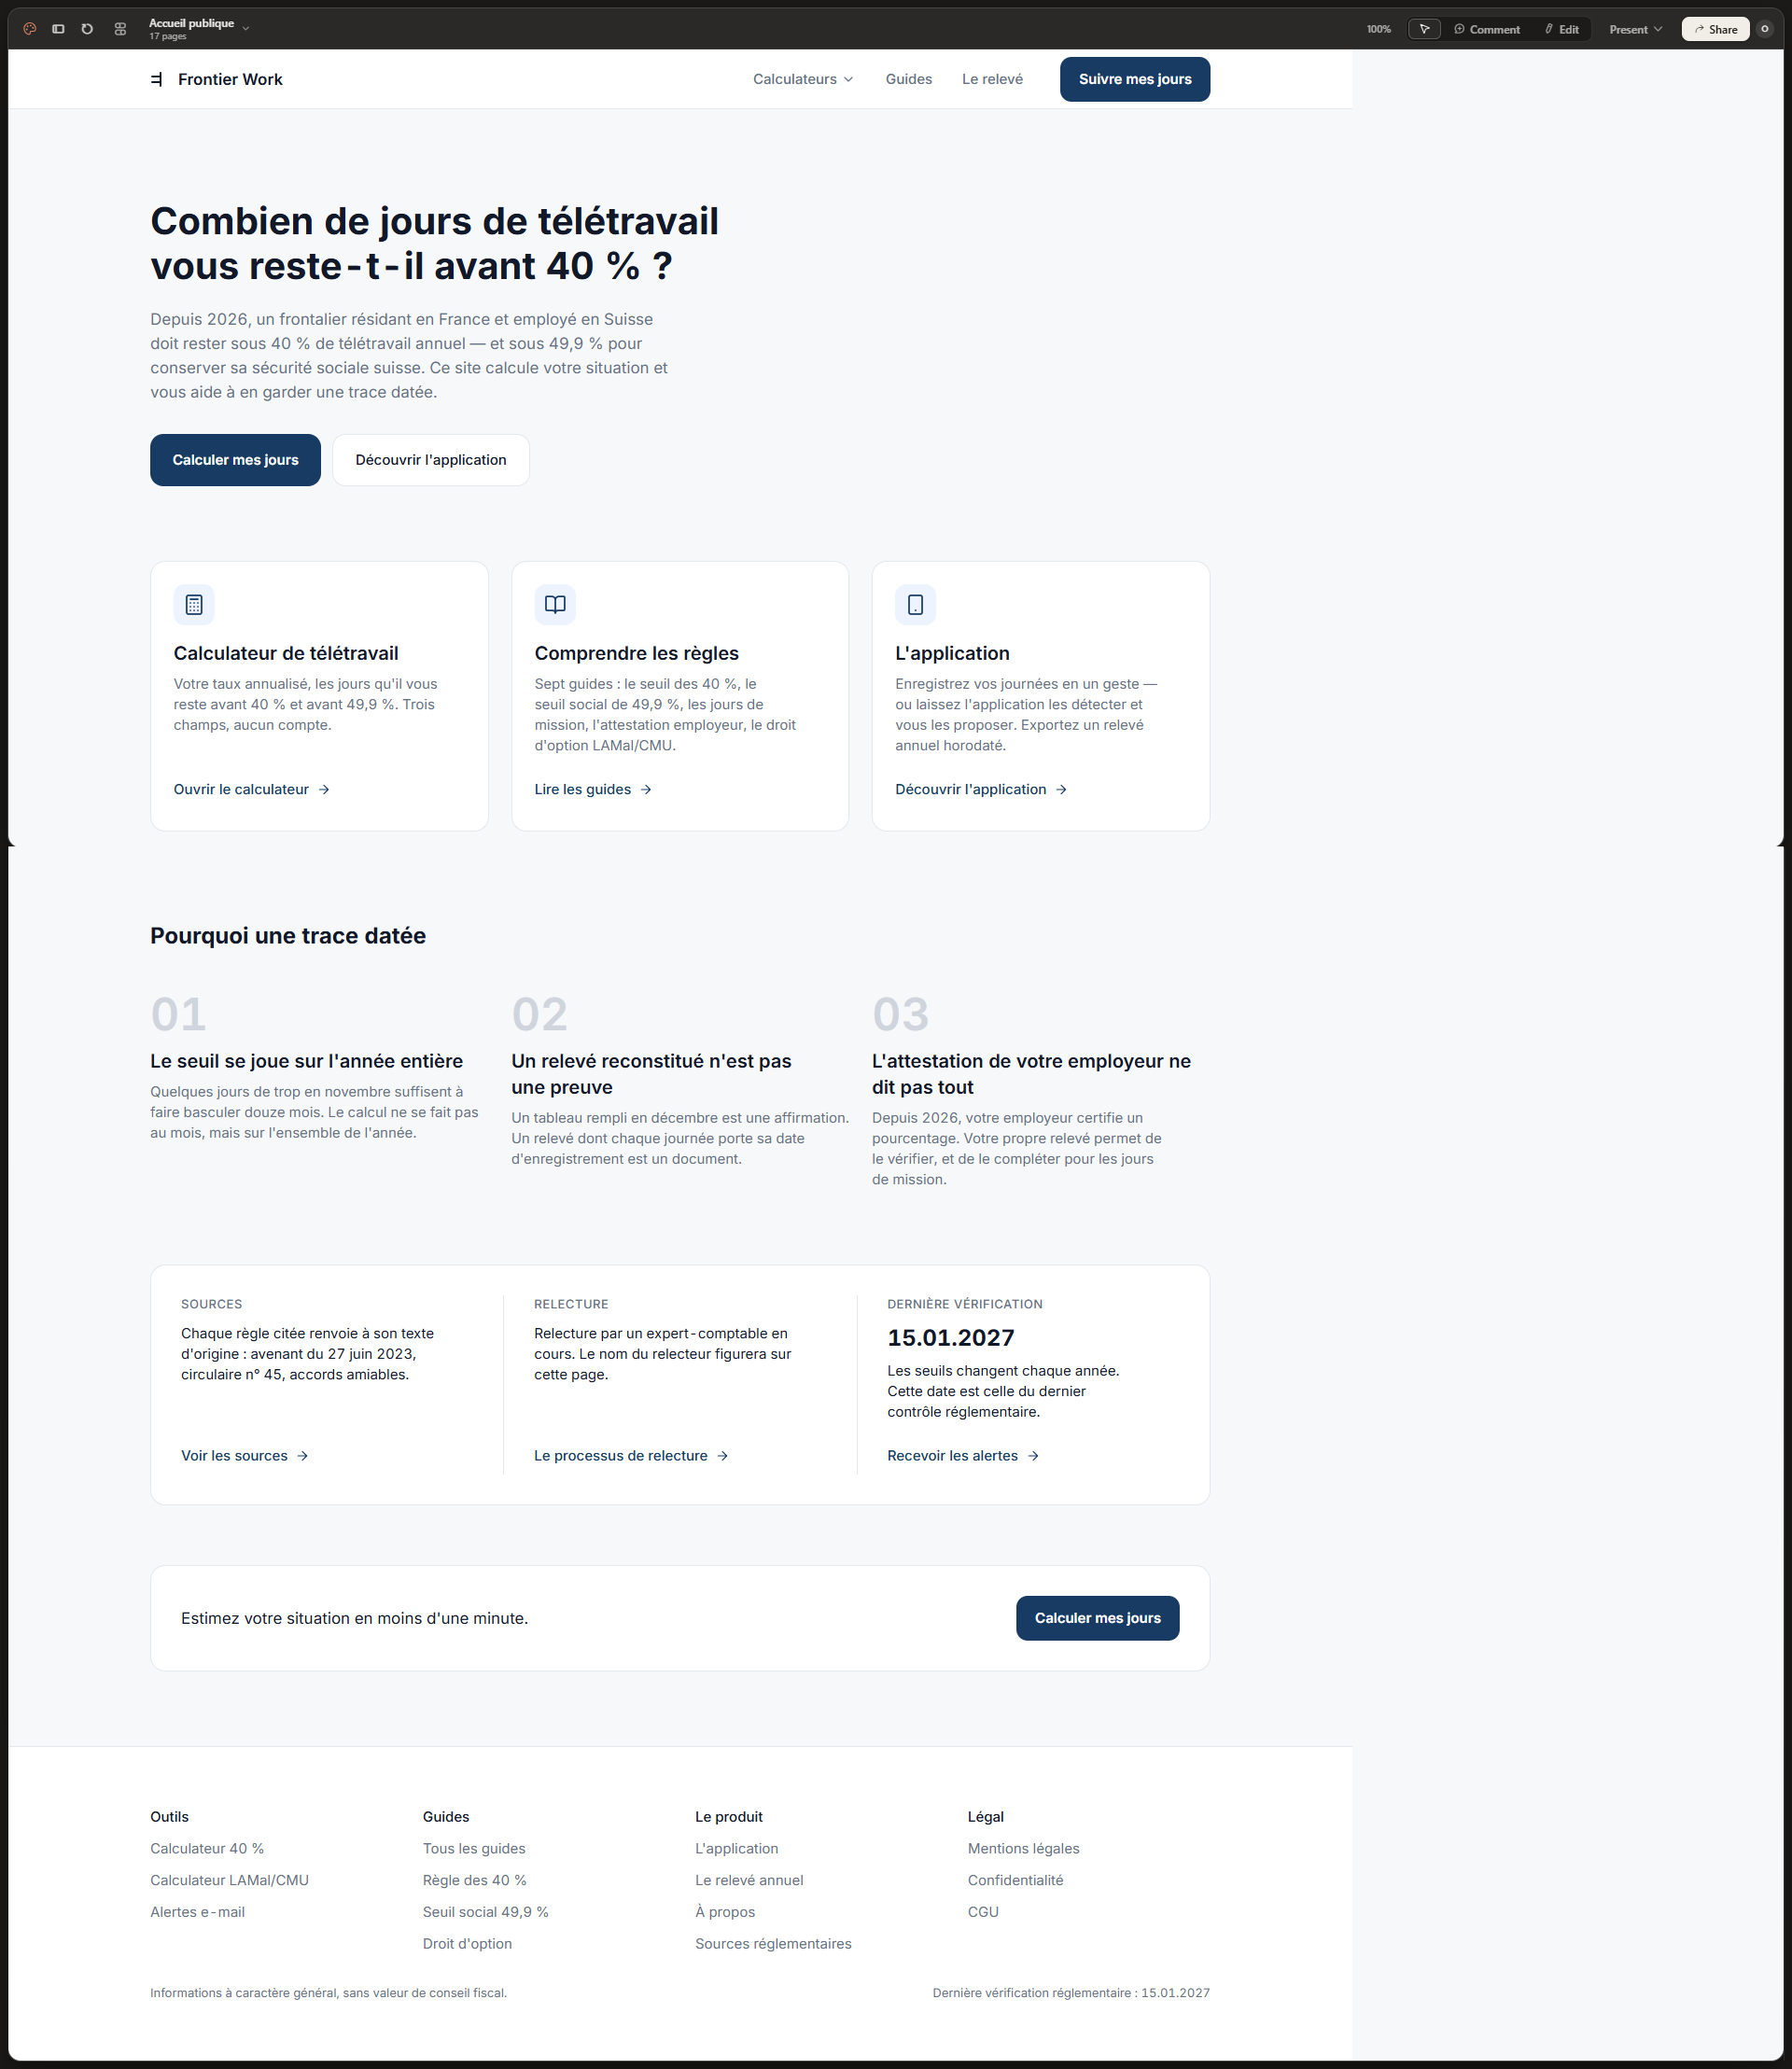 Accueil publique
17 pages
100%
Comment
Edit
Present
Share
O
Frontier Work
Calculateurs
Guides
Le relevé
Suivre mes jours
Combien de jours de télétravail
vous reste-t-il avant 40 % ?
Depuis 2026, un frontalier résidant en France et employé en Suisse
doit rester sous 40 % de télétravail annuel — et sous 49,9 % pour
conserver sa sécurité sociale suisse. Ce site calcule votre situation et
vous aide à en garder une trace datée.
Calculer mes jours
Découvrir l'application
Calculateur de télétravail
Votre taux annualisé, les jours qu'il vous
reste avant 40 % et avant 49,9 %. Trois
champs, aucun compte.
Ouvrir le calculateur →
Comprendre les règles
Sept guides : le seuil des 40 %, le
seuil social de 49,9 %, les jours de
mission, l'attestation employeur, le droit
d'option LAMal/CMU.
Lire les guides →
L'application
Enregistrez vos journées en un geste —
ou laissez l'application les détecter et
vous les proposer. Exportez un relevé
annuel horodaté.
Découvrir l'application →
Pourquoi une trace datée
01
Le seuil se joue sur l'année entière
Quelques jours de trop en novembre suffisent à
faire basculer douze mois. Le calcul ne se fait pas
au mois, mais sur l'ensemble de l'année.
02
Un relevé reconstitué n'est pas
une preuve
Un tableau rempli en décembre est une affirmation.
Un relevé dont chaque journée porte sa date
d'enregistrement est un document.
03
L'attestation de votre employeur ne
dit pas tout
Depuis 2026, votre employeur certifie un
pourcentage. Votre propre relevé permet de
le vérifier, et de le compléter pour les jours
de mission.
SOURCES
Chaque règle citée renvoie à son texte
d'origine : avenant du 27 juin 2023,
circulaire n° 45, accords amiables.
Voir les sources →
RELECTURE
Relecture par un expert-comptable en
cours. Le nom du relecteur figurera sur
cette page.
Le processus de relecture →
DERNIÈRE VÉRIFICATION
15.01.2027
Les seuils changent chaque année.
Cette date est celle du dernier
contrôle réglementaire.
Recevoir les alertes →
Estimez votre situation en moins d'une minute.
Calculer mes jours
Outils
Calculateur 40 %
Calculateur LAMal/CMU
Alertes e-mail
Guides
Tous les guides
Règle des 40 %
Seuil social 49,9 %
Droit d'option
Le produit
L'application
Le relevé annuel
À propos
Sources réglementaires
Légal
Mentions légales
Confidentialité
CGU
Informations à caractère général, sans valeur de conseil fiscal.
Dernière vérification réglementaire : 15.01.2027